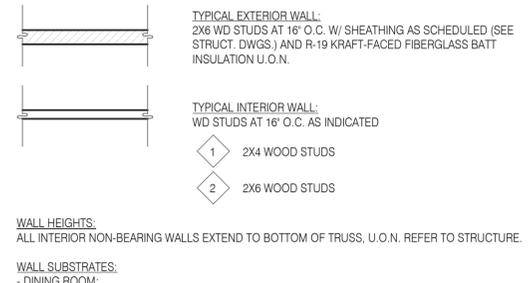 TYPICAL EXTERIOR WALL:
2X6 WD STUDS AT 16" O.C. W/ SHEATHING AS SCHEDULED (SEE
STRUCT. DWGS.) AND R-19 KRAFT-FACED FIBERGLASS BATT
INSULATION U.O.N.
TYPICAL INTERIOR WALL:
WD STUDS AT 16" O.C. AS INDICATED
1 2X4 WOOD STUDS
2 2X6 WOOD STUDS
WALL HEIGHTS:
ALL INTERIOR NON-BEARING WALLS EXTEND TO BOTTOM OF TRUSS, U.O.N. REFER TO STRUCTURE.
WALL SUBSTRATES:
- DINING ROOM: